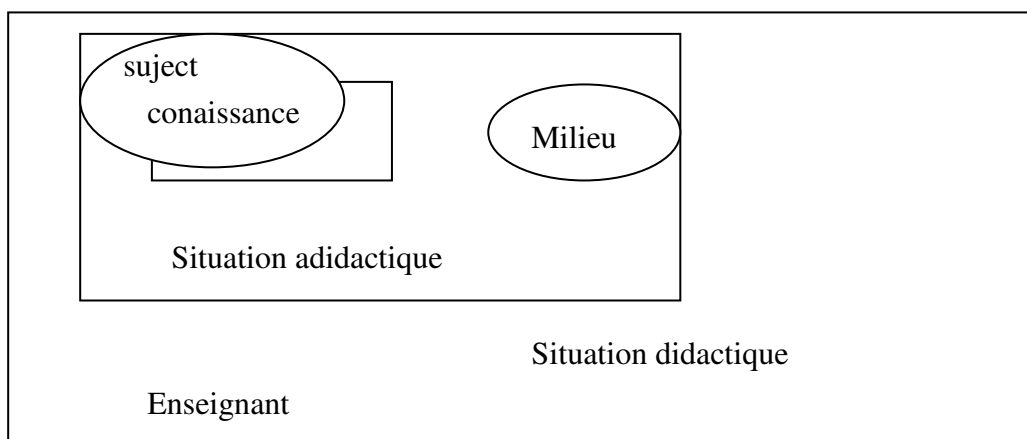 suject
conaissance
Milieu
Situation adidactique
Situation didactique
Enseignant